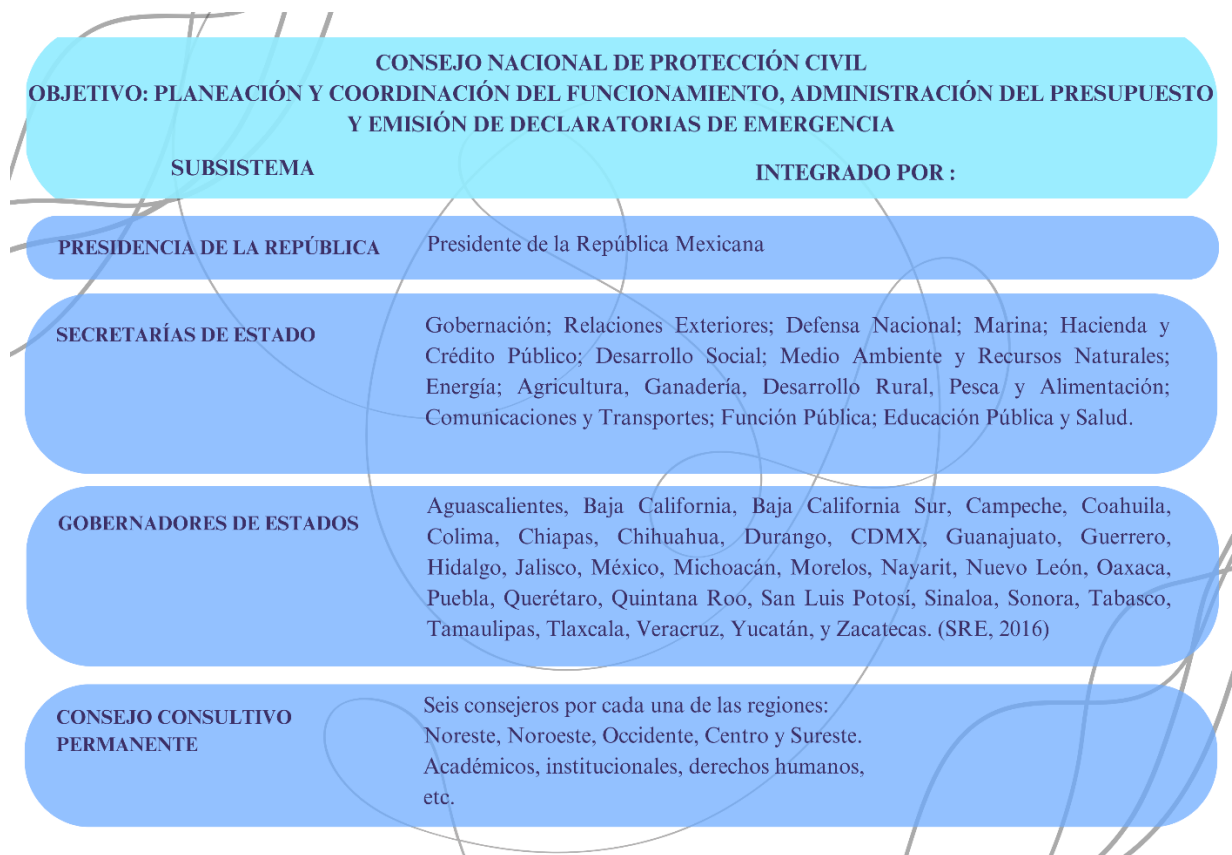 CONSEJO NACIONAL DE PROTECCIÓN CIVIL
OBJETIVO: PLANEACIÓN Y COORDINACIÓN DEL FUNCIONAMIENTO, ADMINISTRACIÓN DEL PRESUPUESTO
Y EMISIÓN DE DECLARATORIAS DE EMERGENCIA
SUBSISTEMA
INTEGRADO POR :
PRESIDENCIA DE LA REPÚBLICA
Presidente de la República Mexicana
SECRETARÍAS DE ESTADO
Gobernación; Relaciones Exteriores; Defensa Nacional; Marina; Hacienda y
Crédito Público; Desarrollo Social; Medio Ambiente y Recursos Naturales;
Energía; Agricultura, Ganadería, Desarrollo Rural, Pesca y Alimentación;
Comunicaciones y Transportes; Función Pública; Educación Pública y Salud.
GOBERNADORES DE ESTADOS
Aguascalientes, Baja California, Baja California Sur, Campeche, Coahuila,
Colima, Chiapas, Chihuahua, Durango, CDMX, Guanajuato, Guerrero,
Hidalgo, Jalisco, México, Michoacán, Morelos, Nayarit, Nuevo León, Oaxaca,
Puebla, Querétaro, Quintana Roo, San Luis Potosí, Sinaloa, Sonora, Tabasco,
Tamaulipas, Tlaxcala, Veracruz, Yucatán, y Zacatecas. (SRE, 2016)
CONSEJO CONSULTIVO
PERMANENTE
Seis consejeros por cada una de las regiones:
Noreste, Noroeste, Occidente, Centro y Sureste.
Académicos, institucionales, derechos humanos,
etc.